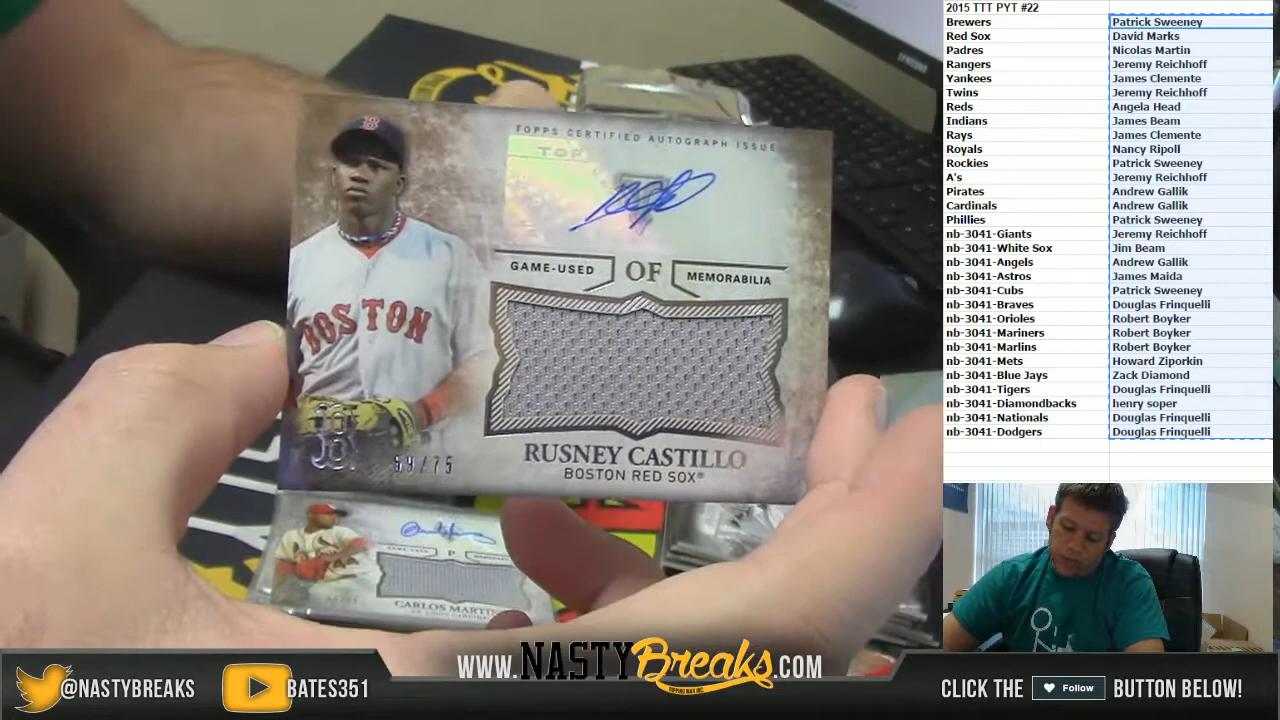 TOPPS CERTIFIED AUTOGRAPH ISSUE
TOP
B
BOSTON
GAME-USED OF MEMORABILIA
RUSNEY CASTILLO
BOSTON RED SOX®
59/75
P
CARLOS MARTIN
2015 TTT PYT #22
Brewers Patrick Sweeney
Red Sox David Marks
Padres Nicolas Martin
Rangers Jeremy Reichhoff
Yankees James Clemente
Twins Jeremy Reichhoff
Reds Angela Head
Indians James Beam
Rays James Clemente
Royals Nancy Ripoll
Rockies Patrick Sweeney
A's Jeremy Reichhoff
Pirates Andrew Gallik
Cardinals Andrew Gallik
Phillies Patrick Sweeney
nb-3041-Giants Jeremy Reichhoff
nb-3041-White Sox Jim Beam
nb-3041-Angels Andrew Gallik
nb-3041-Astros James Maida
nb-3041-Cubs Patrick Sweeney
nb-3041-Braves Douglas Frinquelli
nb-3041-Orioles Robert Boyker
nb-3041-Mariners Robert Boyker
nb-3041-Marlins Robert Boyker
nb-3041-Mets Howard Ziporkin
nb-3041-Blue Jays Zack Diamond
nb-3041-Tigers Douglas Frinquelli
nb-3041-Diamondbacks henry soper
nb-3041-Nationals Douglas Frinquelli
nb-3041-Dodgers Douglas Frinquelli
@NASTYBREAKS
BATES351
WWW.NASTYBreaks.COM
RIPPING WAX INC.
CLICK THE Follow BUTTON BELOW!